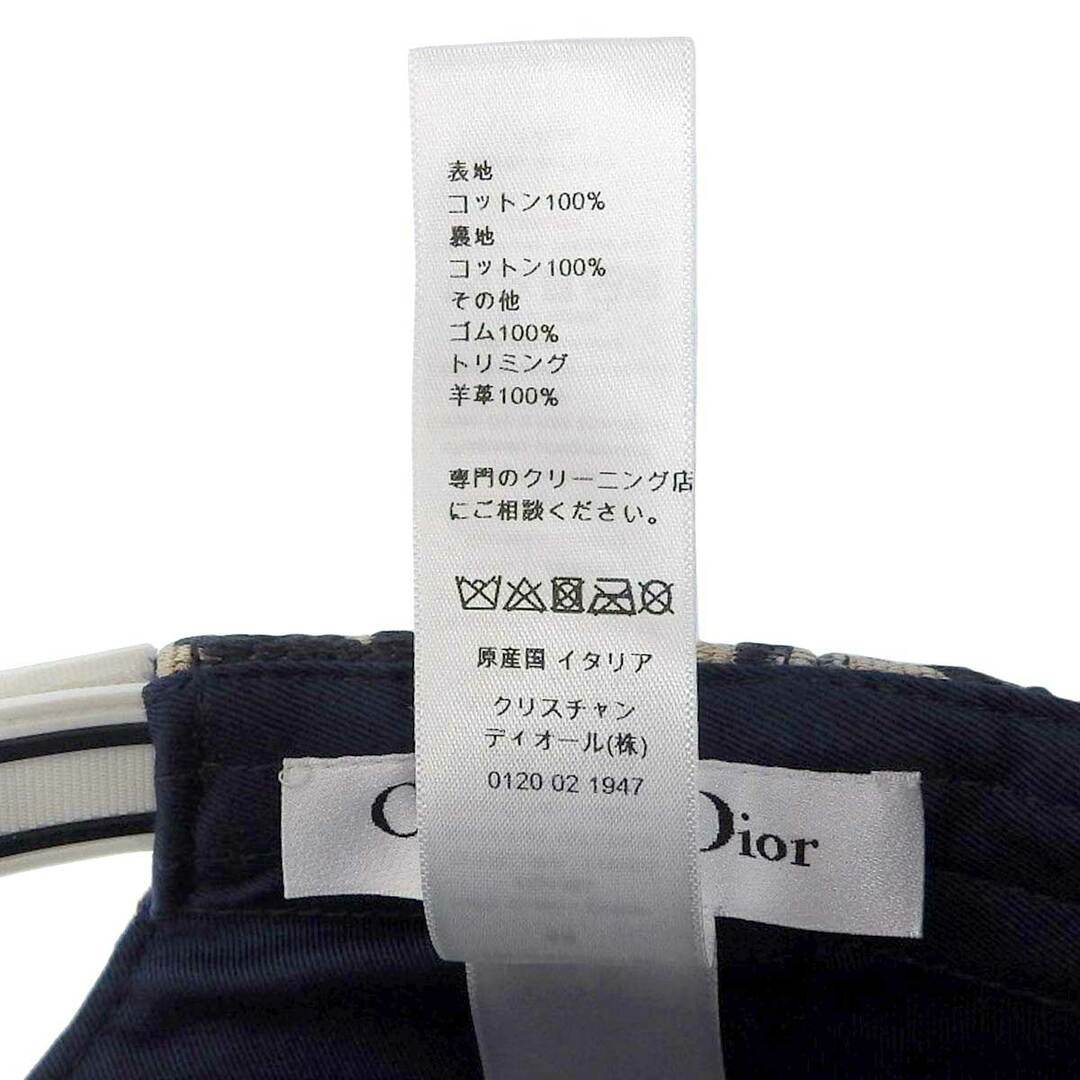 表地
コットン100%
裏地
コットン100%
その他
ゴム100%
トリミング
羊革100%
専門のクリーニング店
にご相談ください。
原産国 イタリア
クリスチャン
ディオール(株)
0120 02 1947
Dior